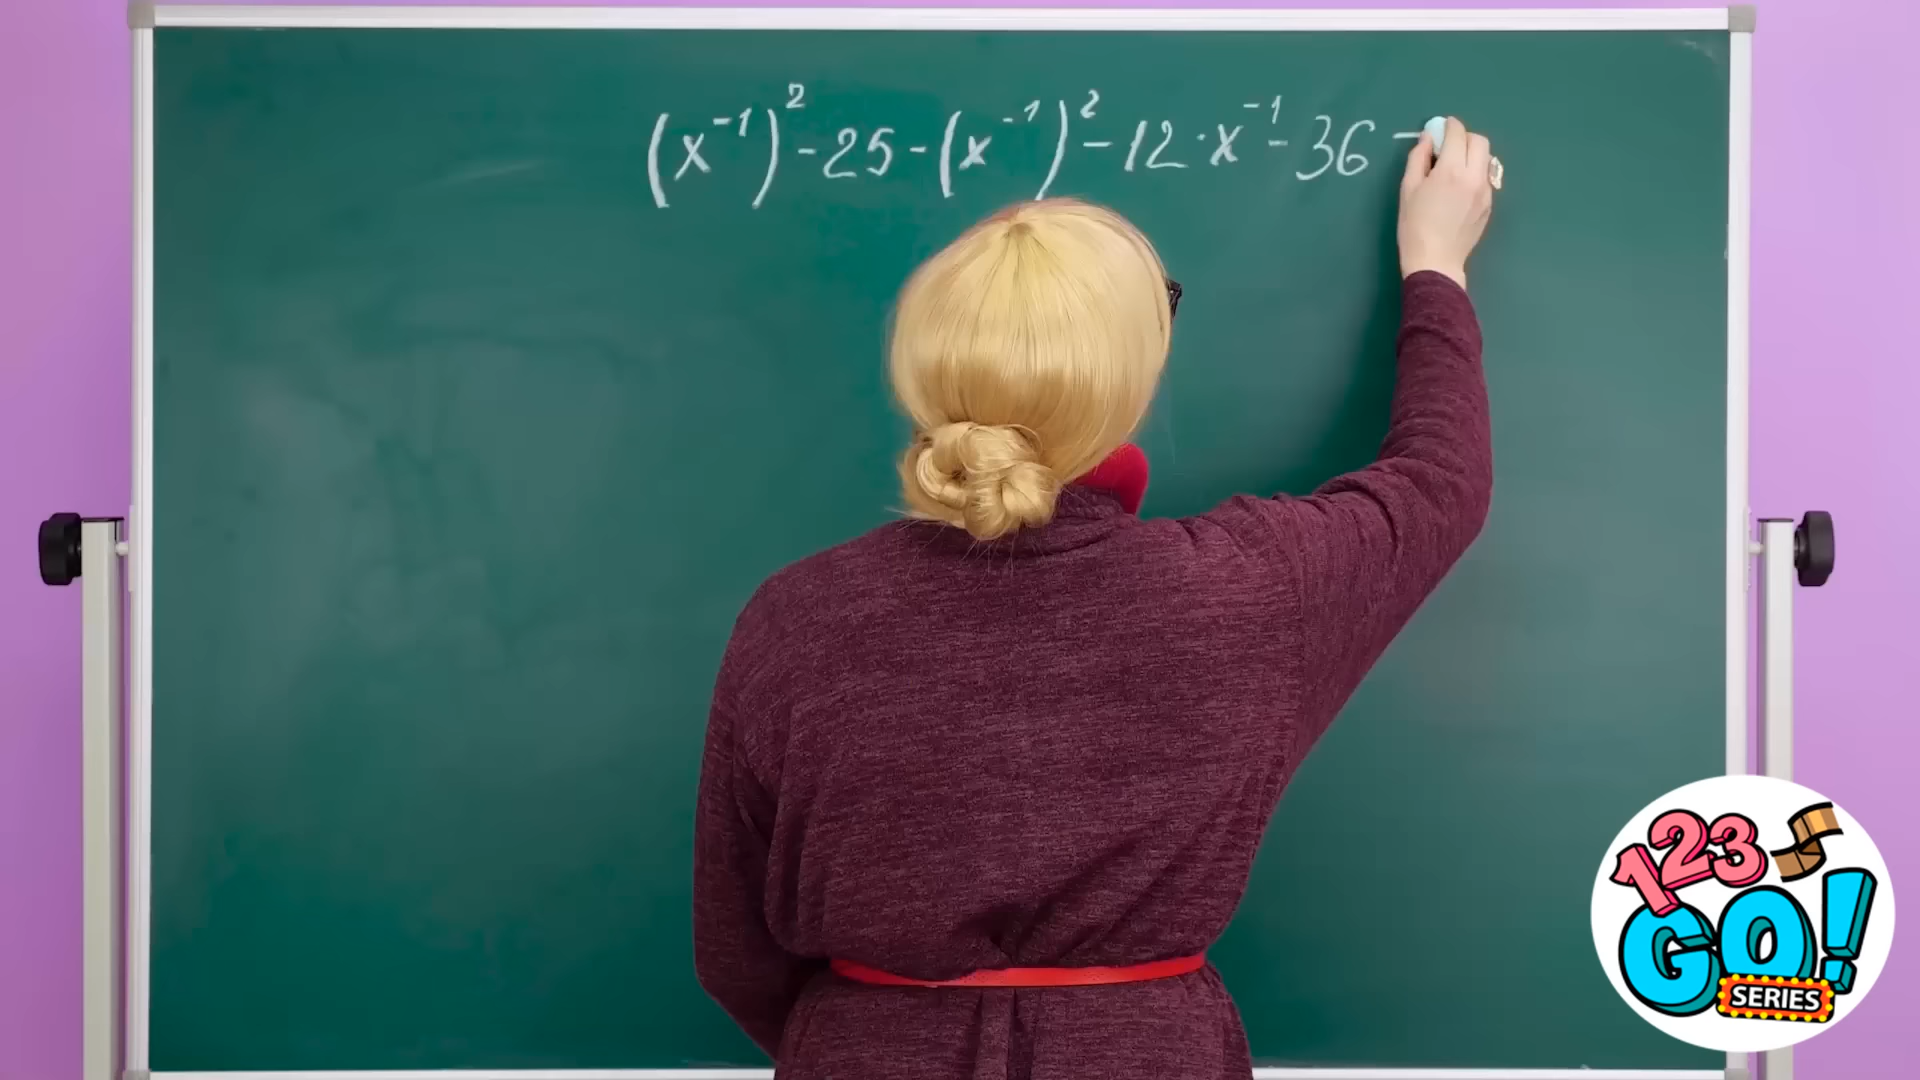 (x⁻¹)² - 25 - (x⁻¹)² - 12 · x⁻¹ - 36 -
123
GO!
SERIES